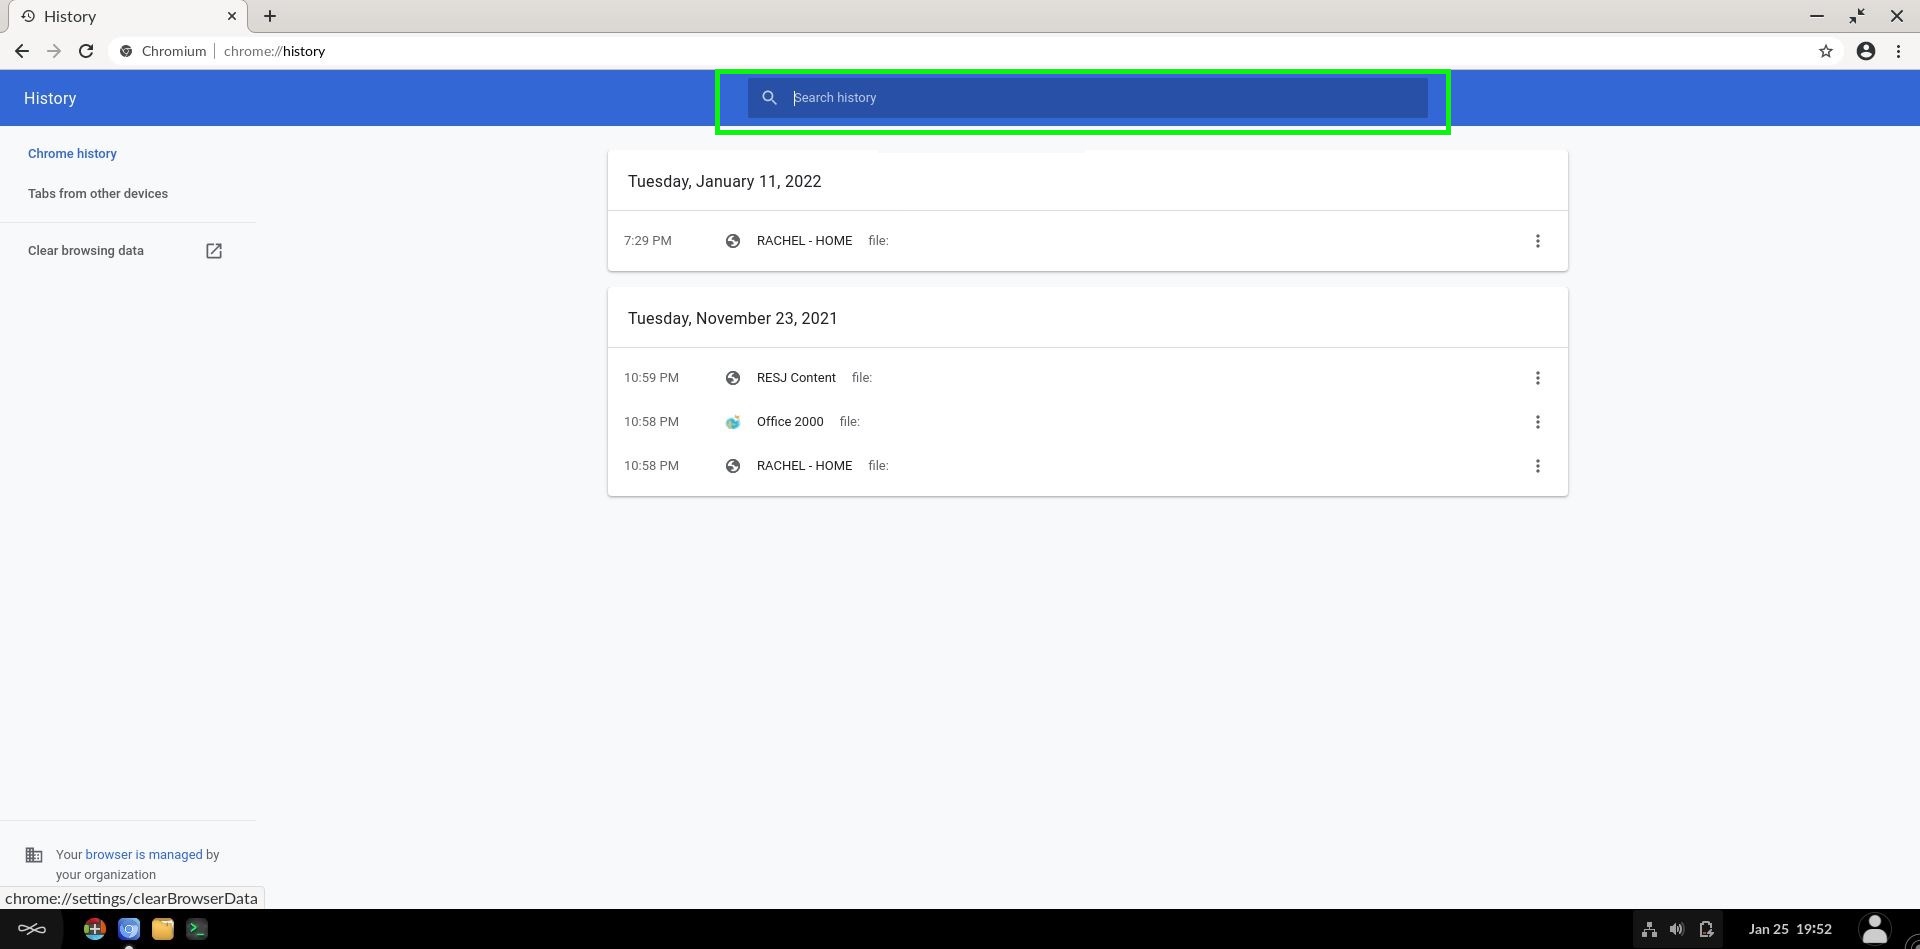 History
Chromium
chrome://history
History
Search history
Chrome history
Tabs from other devices
Clear browsing data
Tuesday, January 11, 2022
7:29 PM RACHEL - HOME file:
Tuesday, November 23, 2021
10:59 PM RESJ Content file:
10:58 PM Office 2000 file:
10:58 PM RACHEL - HOME file:
Your browser is managed by
your organization
chrome://settings/clearBrowserData
Jan 25 19:52